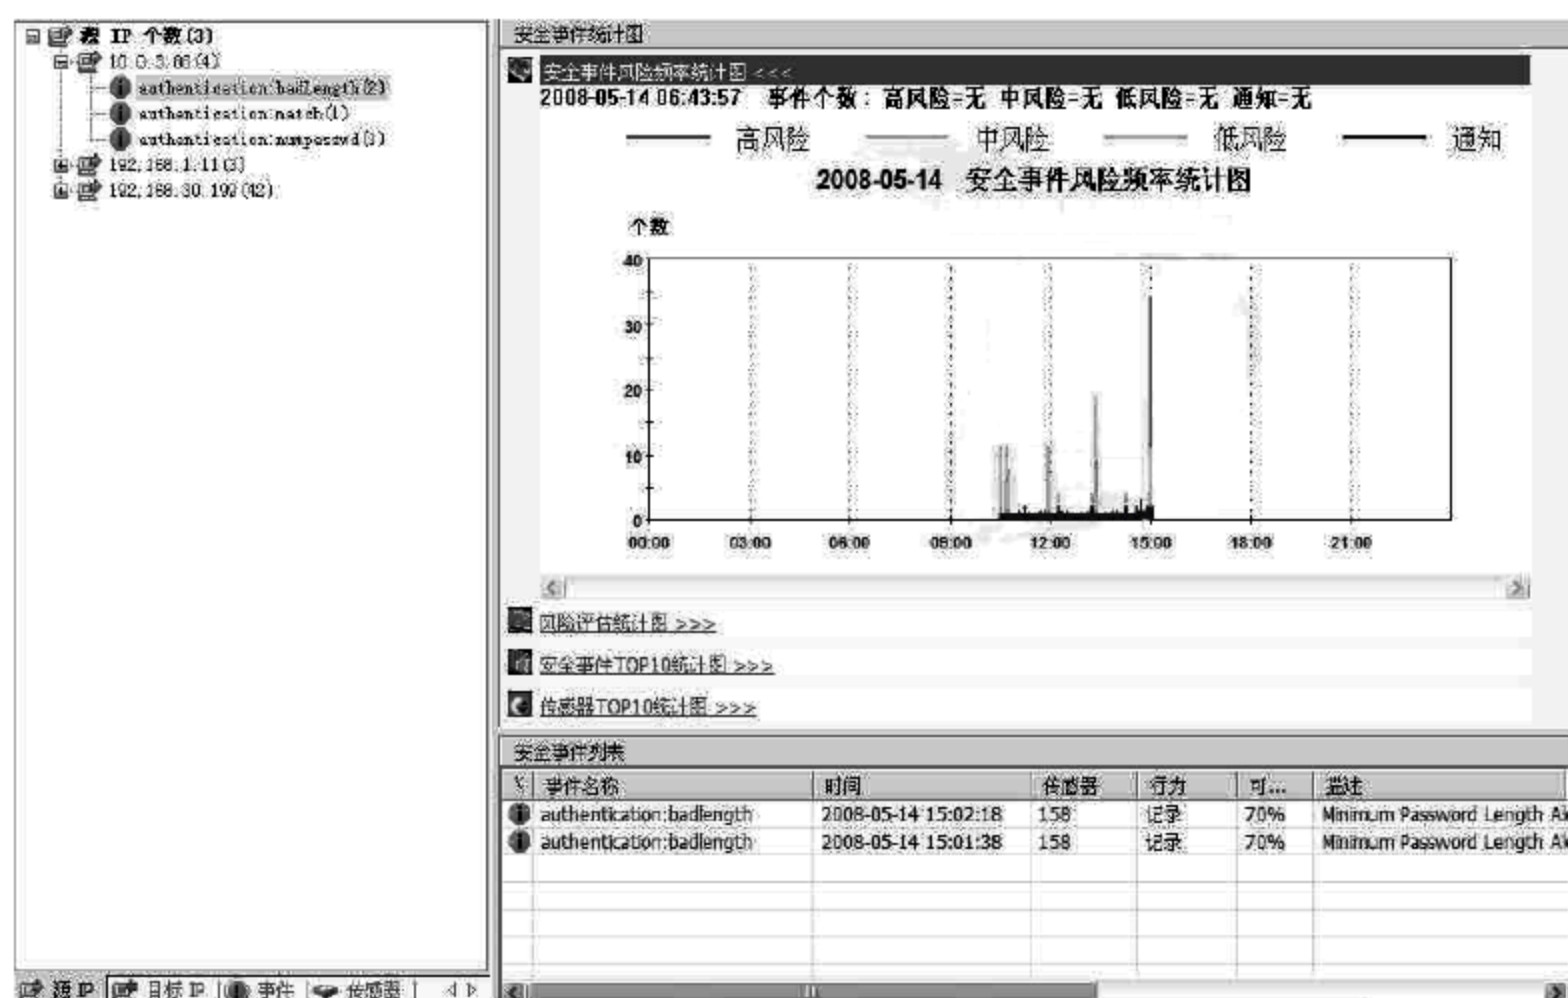 源 IP 个数(3)
10.0.3.66(4)
authentication:badlength(2)
authentication:match(1)
authentication:numpasswd(1)
192.168.1.11(3)
192.168.30.199(42)
源 IP 目标 IP 事件 传感器
安全事件统计图
安全事件风险频率统计图 <<<
2008-05-14 06:43:57 事件个数: 高风险=无 中风险=无 低风险=无 通知=无
高风险 中风险 低风险 通知
2008-05-14 安全事件风险频率统计图
个数
40
30
20
10
0
00:00 03:00 06:00 09:00 12:00 15:00 18:00 21:00
风险评估统计图 >>>
安全事件TOP10统计图 >>>
传感器TOP10统计图 >>>
安全事件列表
事件名称 时间 传感器 行为 可... 描述
authentication:badlength 2008-05-14 15:02:18 158 记录 70% Minimum Password Length
authentication:badlength 2008-05-14 15:01:38 158 记录 70% Minimum Password Length